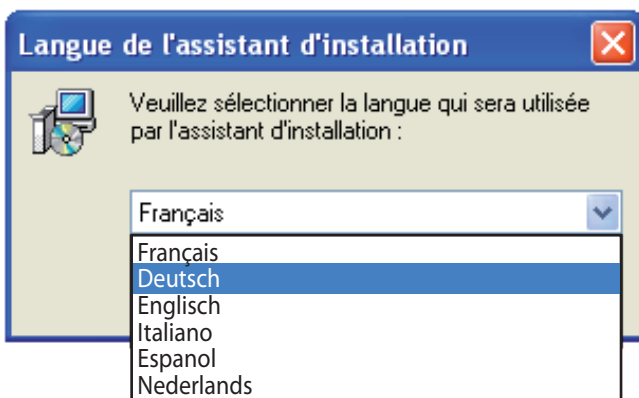 Langue de l'assistant d'installation
Veuillez sélectionner la langue qui sera utilisée
par l'assistant d'installation :
Français
Français
Deutsch
Englisch
Italiano
Espanol
Nederlands